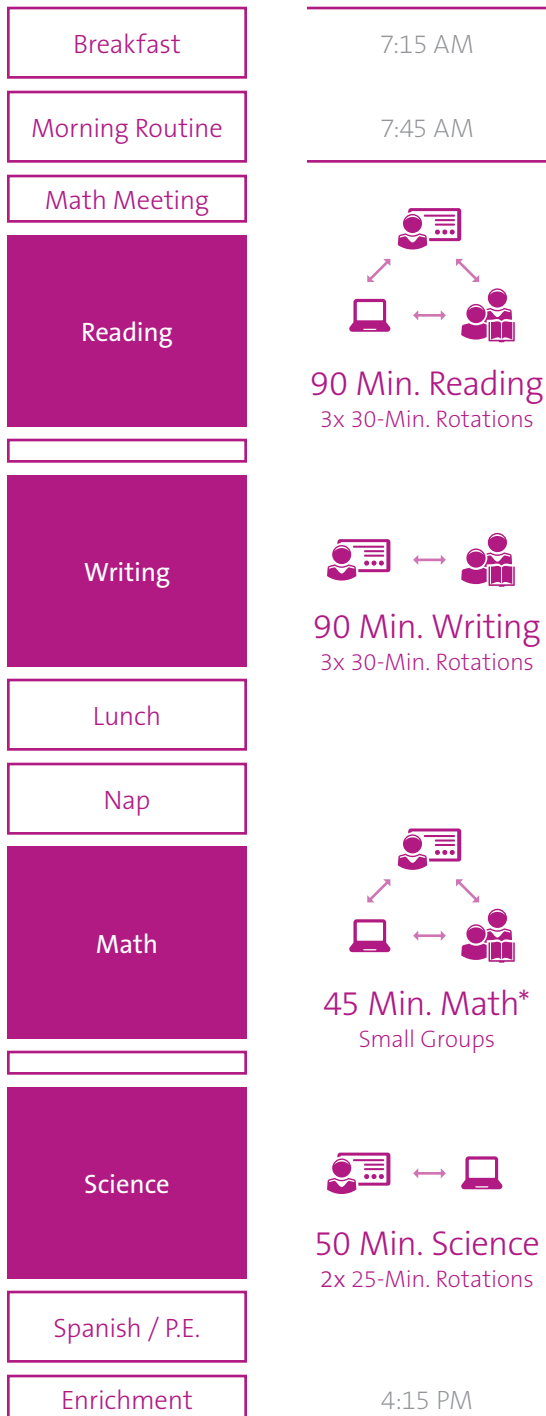 Breakfast
7:15 AM
Morning Routine
7:45 AM
Math Meeting
Reading
90 Min. Reading
3x 30-Min. Rotations
Writing
90 Min. Writing
3x 30-Min. Rotations
Lunch
Nap
Math
45 Min. Math*
Small Groups
Science
50 Min. Science
2x 25-Min. Rotations
Spanish / P.E.
Enrichment
4:15 PM